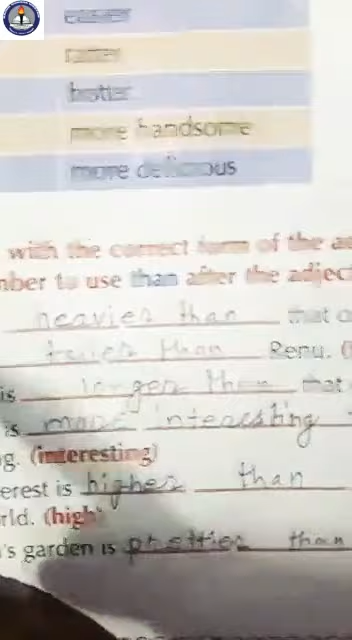 easier
hotter
more handsome
more delicious
with the correct form of the
to use than after the
heavier than that
taller than Renu.
is longer than that
is more interesting
g. (interesting)
erest is higher than
rld. (high)
's garden is prettier than